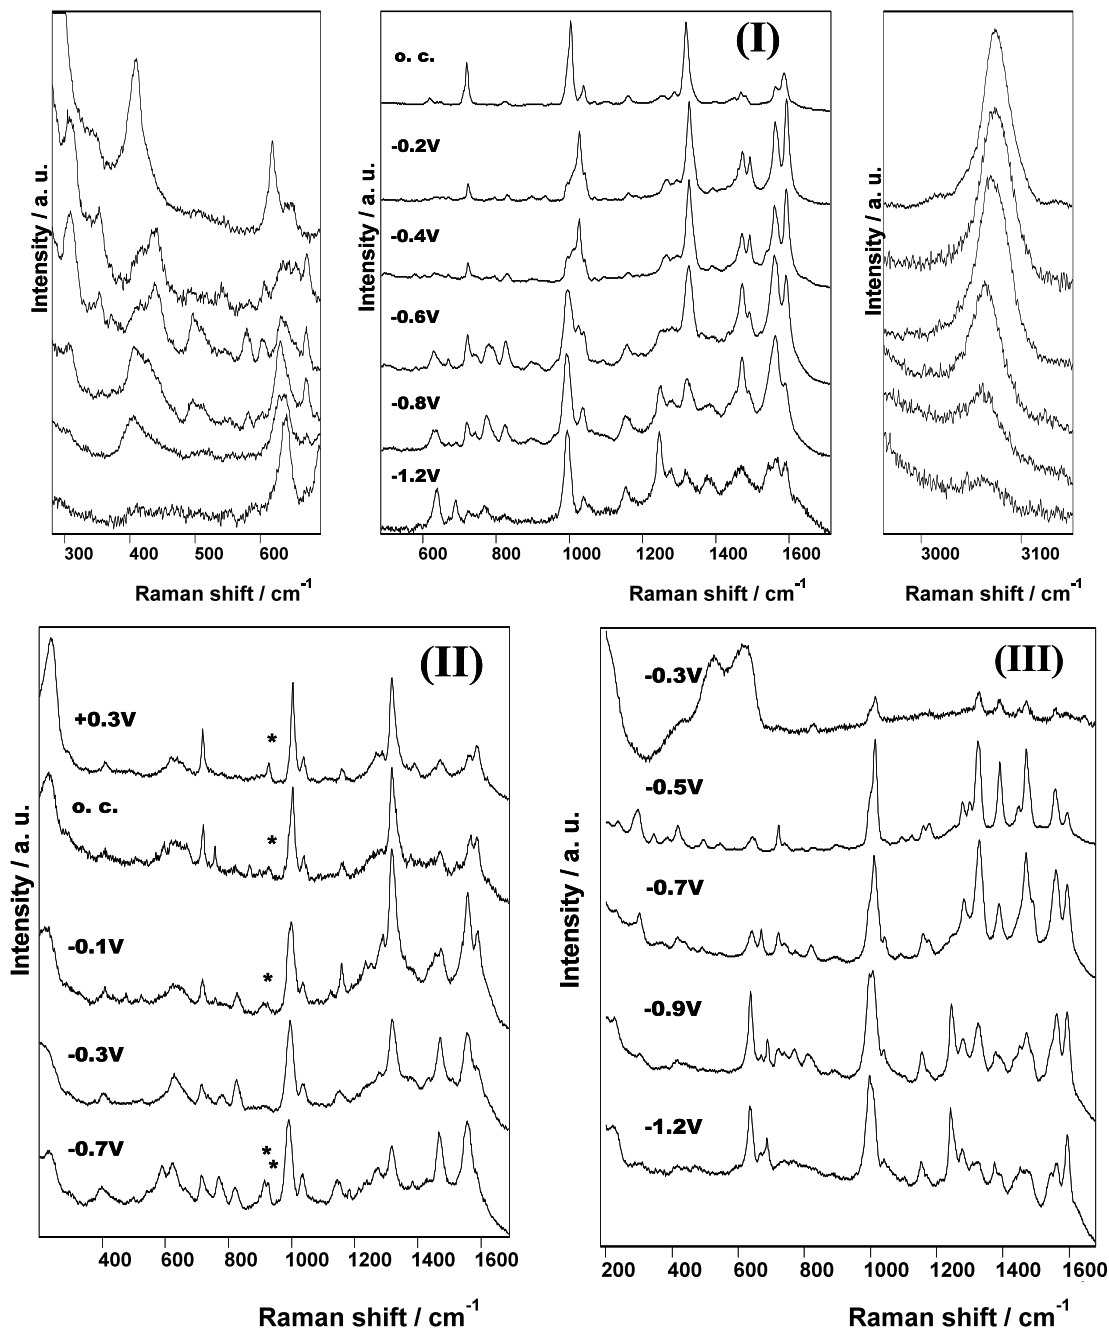 (I)
o. c.
-0.2V
-0.4V
-0.6V
-0.8V
-1.2V
Intensity / a. u.
Intensity / a. u.
Intensity / a. u.
300 400 500 600
600 800 1000 1200 1400 1600
3000 3100
Raman shift / cm-1
Raman shift / cm-1
Raman shift / cm-1
(II)
+0.3V
*
o. c.
*
-0.1V
*
-0.3V
-0.7V
*
*
Intensity / a. u.
400 600 800 1000 1200 1400 1600
Raman shift / cm-1
(III)
-0.3V
-0.5V
-0.7V
-0.9V
-1.2V
Intensity / a. u.
200 400 600 800 1000 1200 1400 1600
Raman shift / cm-1